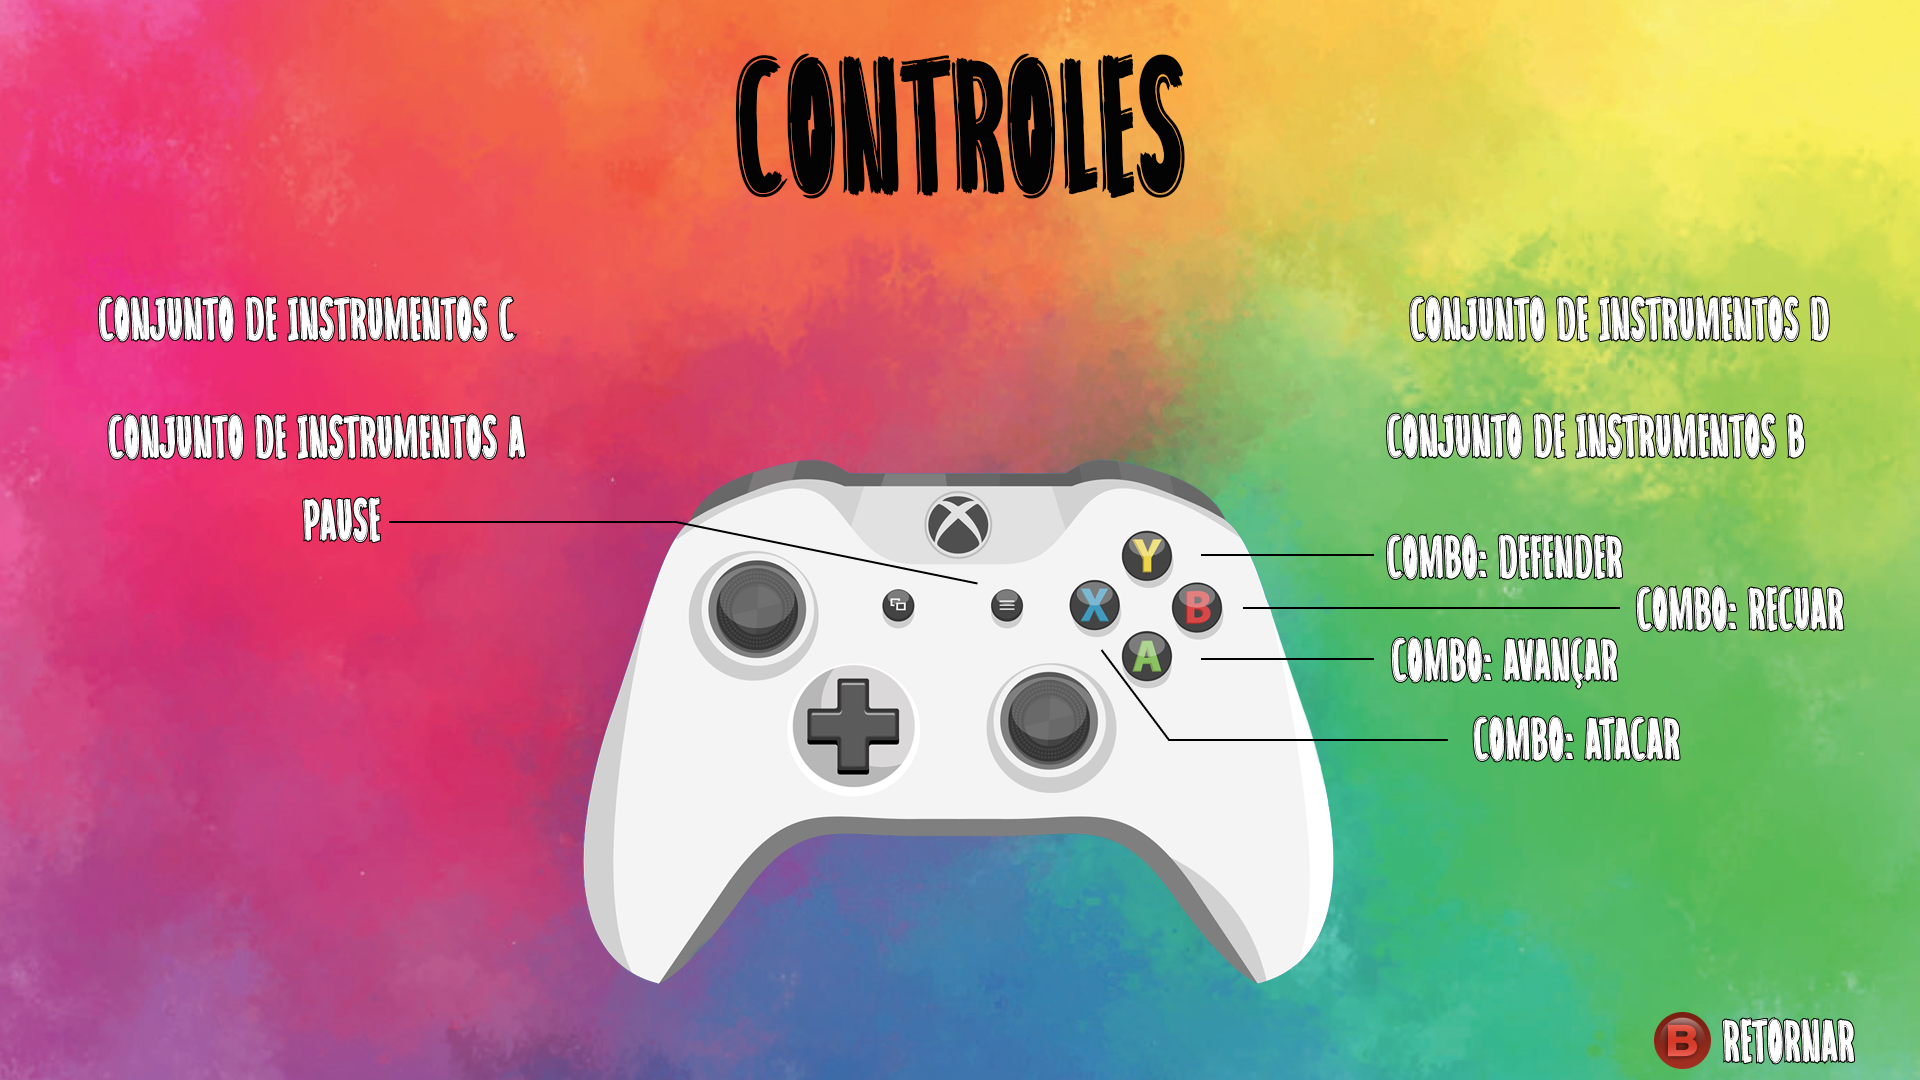 CONTROLES
CONJUNTO DE INSTRUMENTOS C
CONJUNTO DE INSTRUMENTOS D
CONJUNTO DE INSTRUMENTOS A
CONJUNTO DE INSTRUMENTOS B
PAUSE
Y
COMBO: DEFENDER
X
B
COMBO: RECUAR
A
COMBO: AVANÇAR
COMBO: ATACAR
B RETORNAR